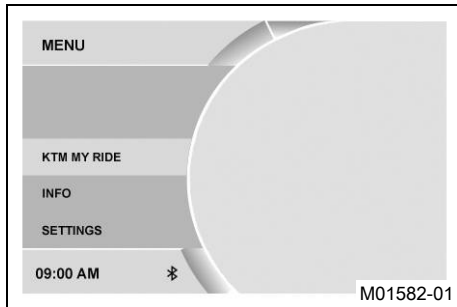 MENU
KTM MY RIDE
INFO
SETTINGS
09:00 AM
M01582-01